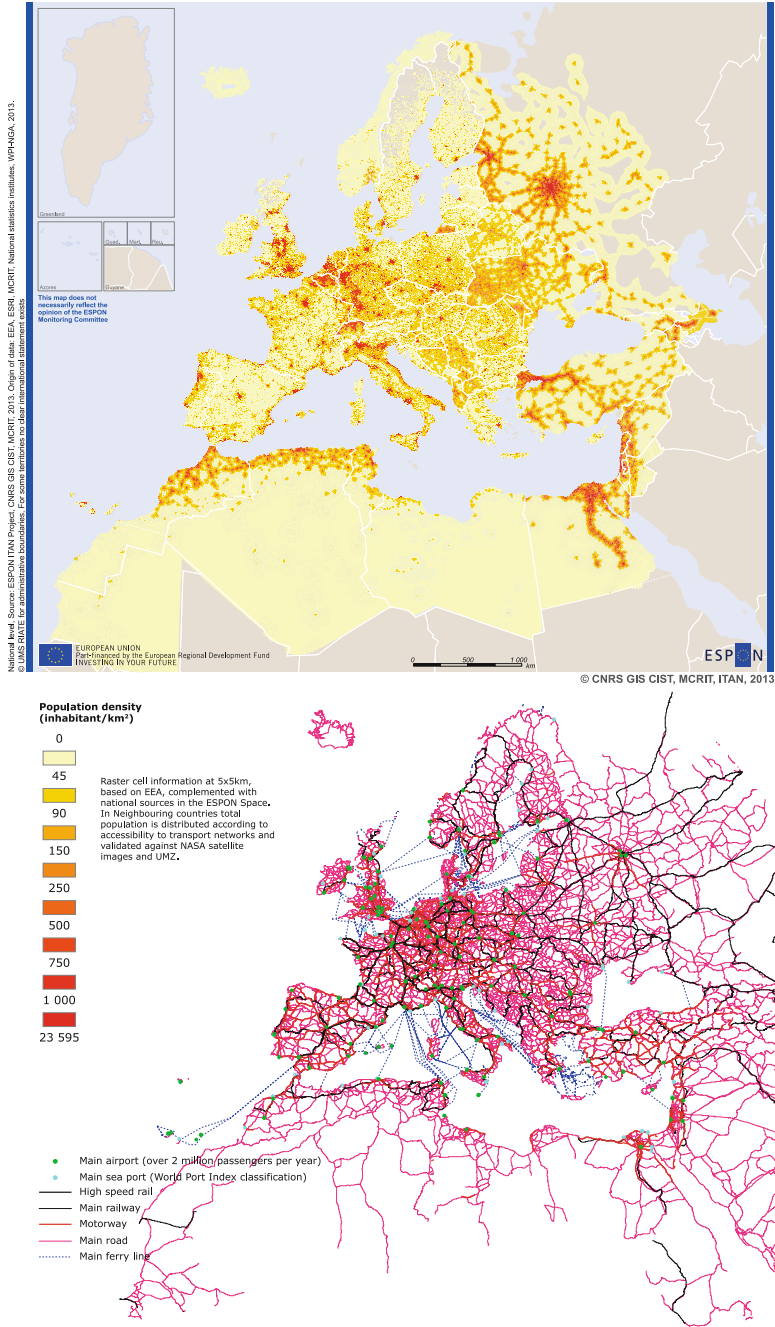 National level. Source: ESPON ITAN Project, CNRS GIS CIST, MCRIT, 2013. Origin of data: EEA, ESRI, MCRIT, National statistics institutes, WPI-NGA, 2013.
© UMS RIATE for administrative boundaries. For some territories no clear international statement exists
Greenland
Azores
Guad.
Mart.
Reu.
Guyane
This map does not
necessarily reflect the
opinion of the ESPON
Monitoring Committee
EUROPEAN UNION
Part-financed by the European Regional Development Fund
INVESTING IN YOUR FUTURE
0 500 1 000
km
ESPON
© CNRS GIS CIST, MCRIT, ITAN, 2013
Population density
(inhabitant/km²)
0
45
90
150
250
500
750
1 000
23 595
Raster cell information at 5x5km,
based on EEA, complemented with
national sources in the ESPON Space.
In Neighbouring countries total
population is distributed according to
accessibility to transport networks and
validated against NASA satellite
images and UMZ.
Main airport (over 2 million passengers per year)
Main sea port (World Port Index classification)
High speed rail
Main railway
Motorway
Main road
Main ferry line